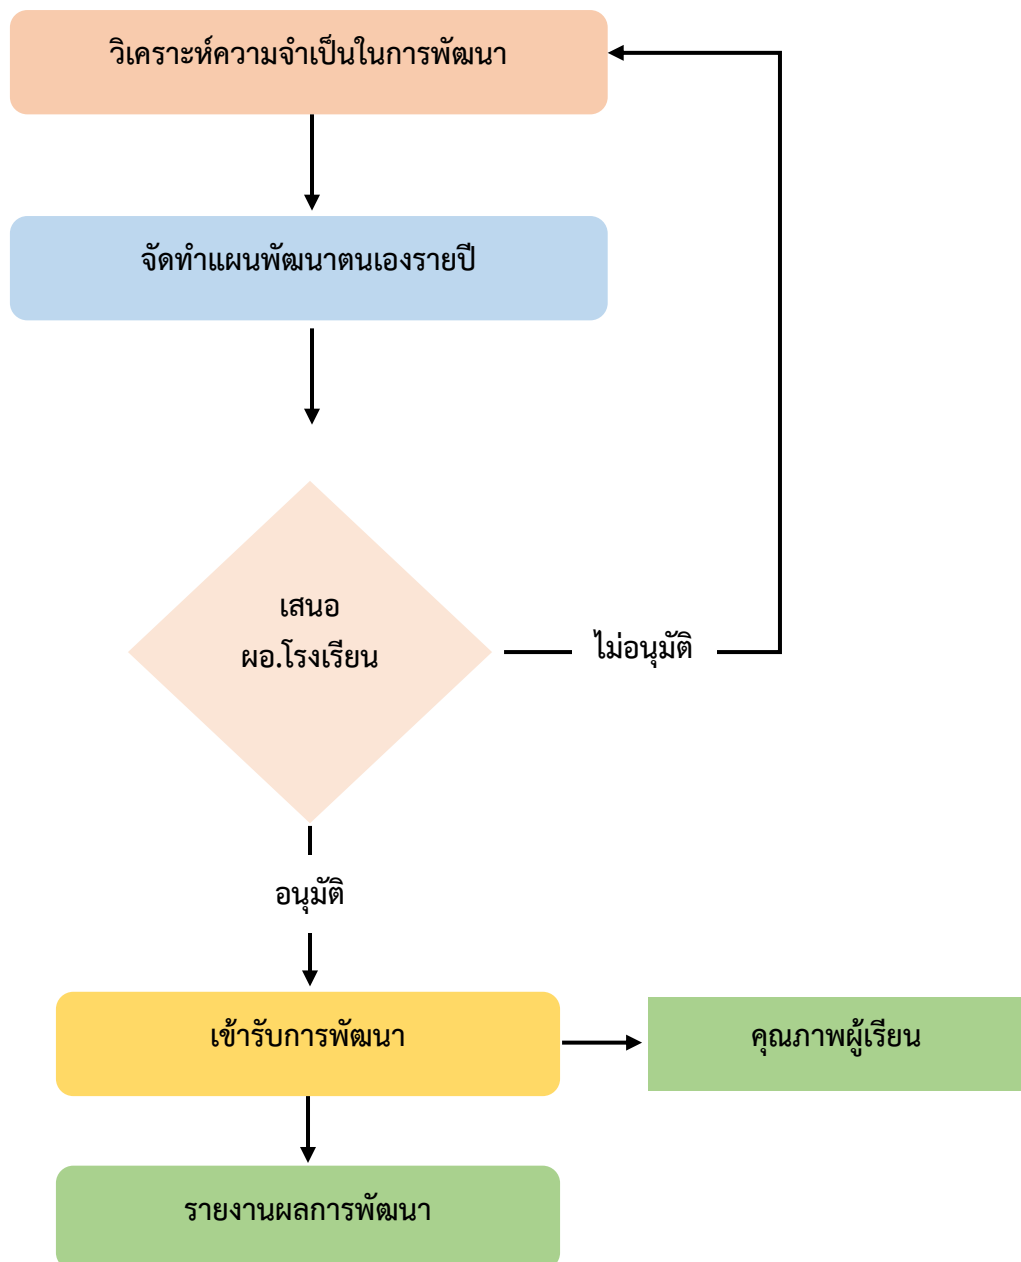 วิเคราะห์ความจำเป็นในการพัฒนา
จัดทำแผนพัฒนาตนเองรายปี
เสนอ
ผอ.โรงเรียน
ไม่อนุมัติ
อนุมัติ
เข้ารับการพัฒนา
คุณภาพผู้เรียน
รายงานผลการพัฒนา